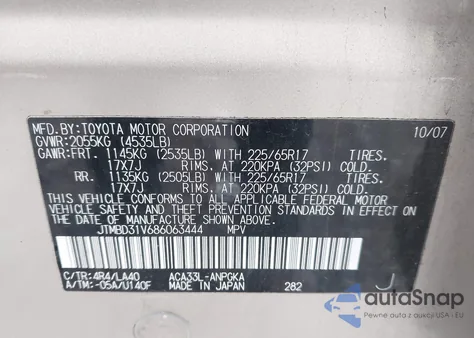 MFD.BY:TOYOTA MOTOR CORPORATION 10/07
GVWR:2055KG (4535LB)
GAWR:FRT. 1145KG (2535LB) WITH 225/65R17 TIRES.
17X7J RIMS. AT 220KPA (32PSI) COLD.
RR. 1135KG (2505LB) WITH 225/65R17 TIRES.
17X7J RIMS. AT 220KPA (32PSI) COLD.
THIS VEHICLE CONFORMS TO ALL APPLICABLE FEDERAL MOTOR
VEHICLE SAFETY AND THEFT PREVENTION STANDARDS IN EFFECT ON
THE DATE OF MANUFACTURE SHOWN ABOVE.
JTMBD31V686063444 MPV
C/TR:4R4/LA40 ACA33L-ANPGKA J
A/TM:-05A/U140F MADE IN JAPAN 282
autoSnap
Pewne auta z aukcji USA i EU